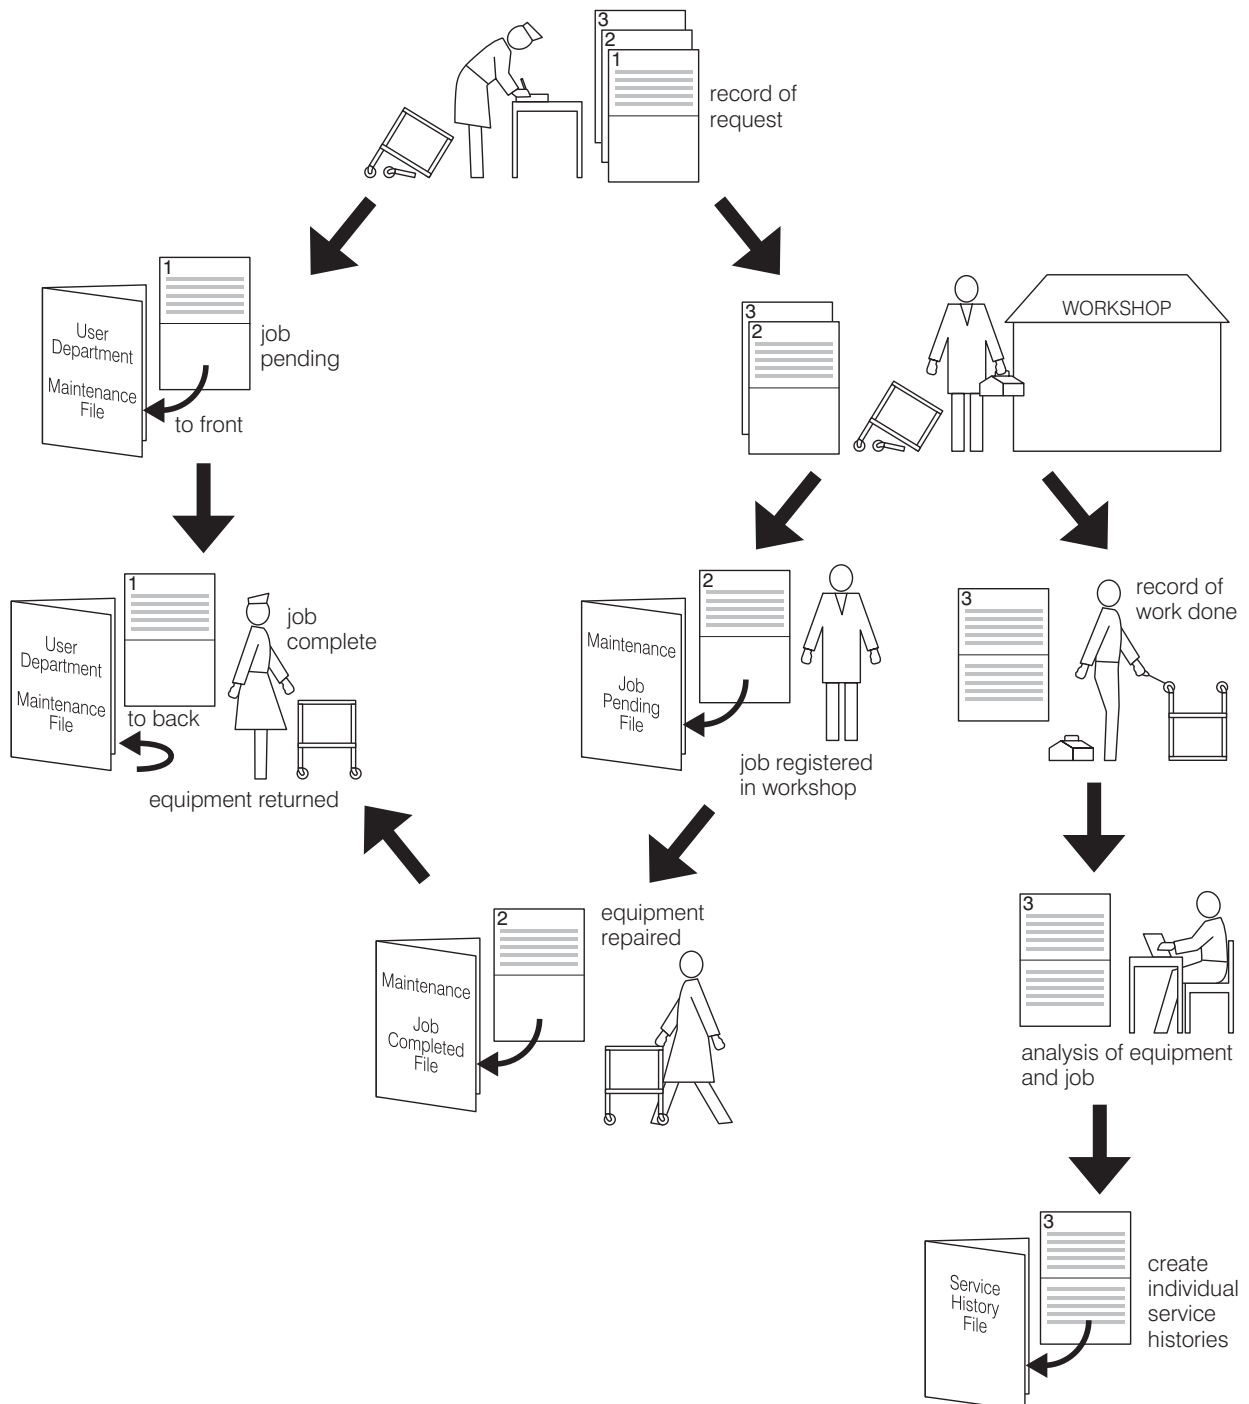 3
2
1
record of
request
1
job
pending
User
Department
Maintenance
File
to front
3
2
WORKSHOP
1
job
complete
User
Department
Maintenance
File
to back
equipment returned
2
Maintenance
Job
Pending
File
job registered
in workshop
3
record of
work done
2
equipment
repaired
Maintenance
Job
Completed
File
3
analysis of equipment
and job
3
Service
History
File
create
individual
service
histories